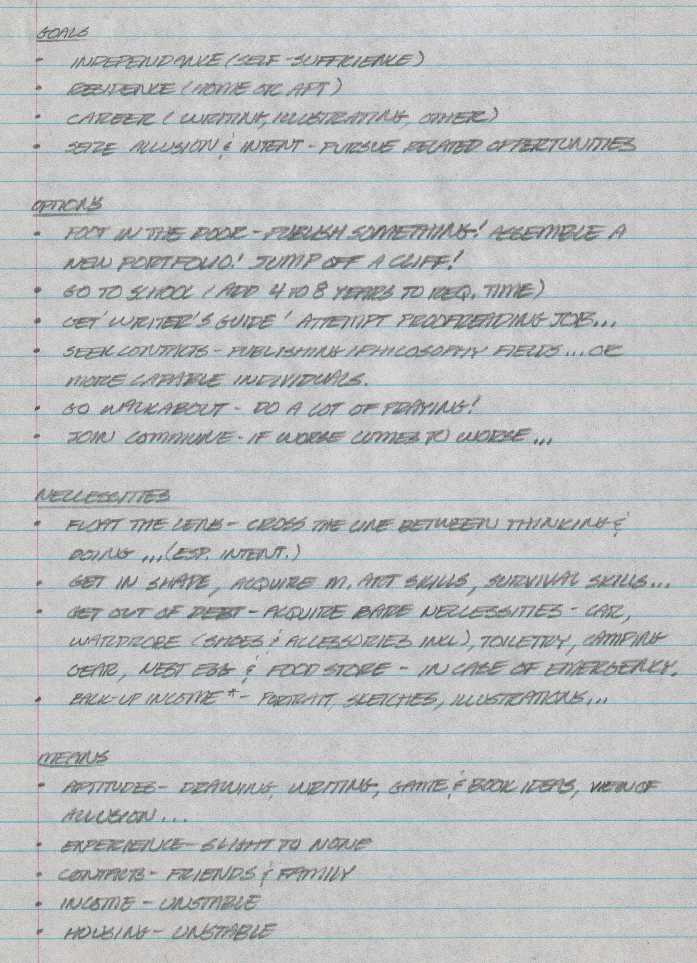 GOALS
• INDEPENDANCE (SELF-SUFFICIENCE)
• RESIDENCE (HOME OR APT)
• CAREER (WRITING, ILLUSTRATING, OTHER)
• SEIZE ALLUSION & INTENT - PURSUE RELATED OPPERTUNITIES
OPTIONS
• FOOT IN THE DOOR - PUBLISH SOMETHING! ASSEMBLE A
NEW PORTFOLIO! JUMP OFF A CLIFF!
• GO TO SCHOOL (ADD 4 TO 8 YEARS TO REQ. TIME)
• GET 'WRITER'S GUIDE' ATTEMPT PROOFREADING JOB...
• SEEK CONTACTS - PUBLISHING/PHILOSOPHY FIELDS... OR
MORE CAPABLE INDIVIDUALS.
• GO WALKABOUT - DO A LOT OF PRAYING!
• JOIN COMMUNE - IF WORSE COMES TO WORSE...
NECCESSITIES
• FLOAT THE LENS - CROSS THE LINE BETWEEN THINKING &
DOING ... (ESP. INTENT.)
• GET IN SHAPE, ACQUIRE M. ART SKILLS, SURVIVAL SKILLS...
• GET OUT OF DEBT - ACQUIRE BARE NECCESSITIES - CAR,
WARDROBE (SHOES & ACCESSORIES INCL), TOILETRY, CAMPING
GEAR, NEST EGG & FOOD STORE - IN CASE OF EMERGENCY.
• BACK-UP INCOME* - PORTRAIT, SKETCHES, ILLUSTRATIONS...
MEANS
• APTITUDES - DRAWING, WRITING, GAME & BOOK IDEAS, VIEW OF
ALLUSION...
• EXPERIENCE - SLIGHT TO NONE
• CONTACTS - FRIENDS & FAMILY
• INCOME - UNSTABLE
• HOUSING - UNSTABLE